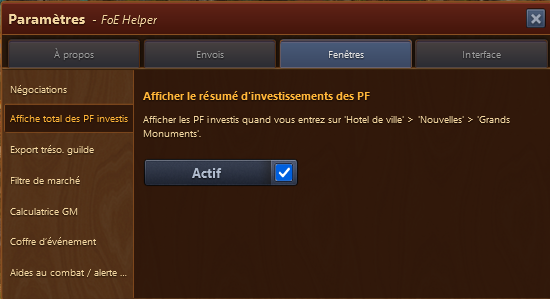 Paramètres - FoE Helper
À propos
Envois
Fenêtres
Interface
Négociations
Affiche total des PF investis
Export tréso. guilde
Filtre de marché
Calculatrice GM
Coffre d'événement
Aides au combat / alerte ...
Afficher le résumé d'investissements des PF
Afficher les PF investis quand vous entrez sur 'Hotel de ville' > 'Nouvelles' > 'Grands
Monuments'.
Actif